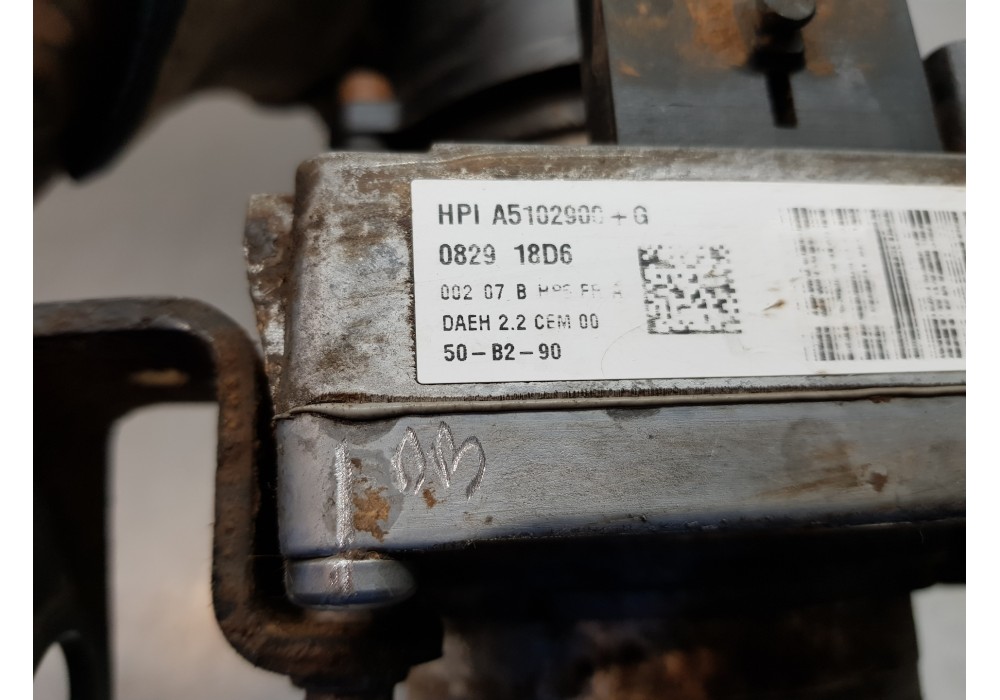 HPI A5102900+G
0829 18D6
002 07 B
DAEH 2.2 CEM 00
50-B2-90